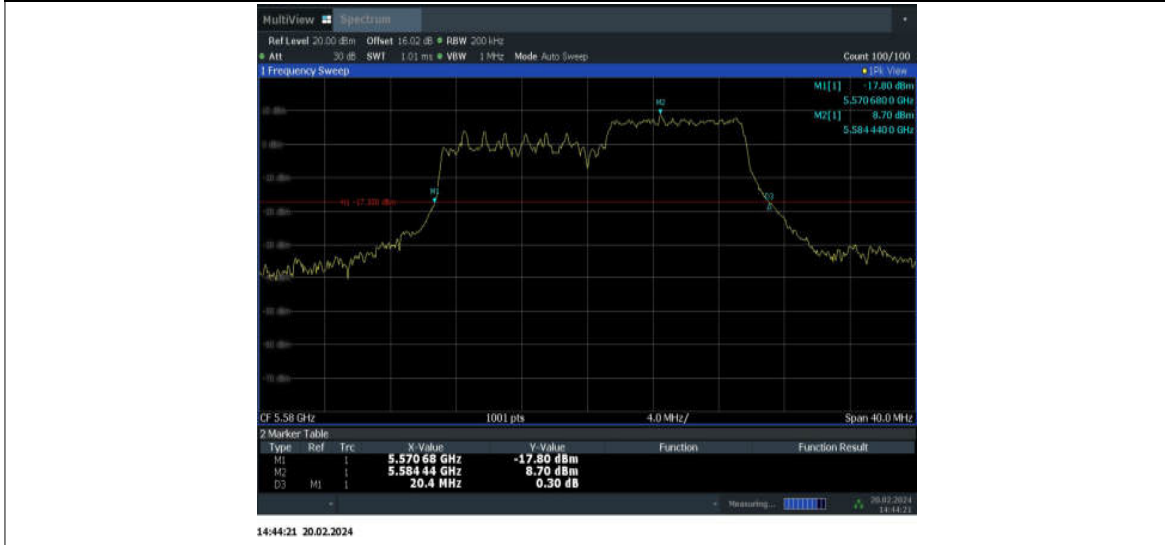 MultiView Spectrum
Ref Level 20.00 dBm Offset 16.02 dB RBW 200 kHz
Att 30 dB SWT 1.01 ms VBW 1 MHz Mode Auto Sweep Count 100/100
1 Frequency Sweep 1Pk View
M1[1] -17.80 dBm
5.570 680 0 GHz
M2[1] 8.70 dBm
5.584 440 0 GHz
M2
M1
H1 -17.300 dBm
D3
CF 5.58 GHz 1001 pts 4.0 MHz/ Span 40.0 MHz
2 Marker Table
Type Ref Trc X-Value Y-Value Function Function Result
M1 1 5.570 68 GHz -17.80 dBm
M2 1 5.584 44 GHz 8.70 dBm
D3 M1 1 20.4 MHz 0.30 dB
Measuring... 20.02.2024
14:44:21
14:44:21 20.02.2024